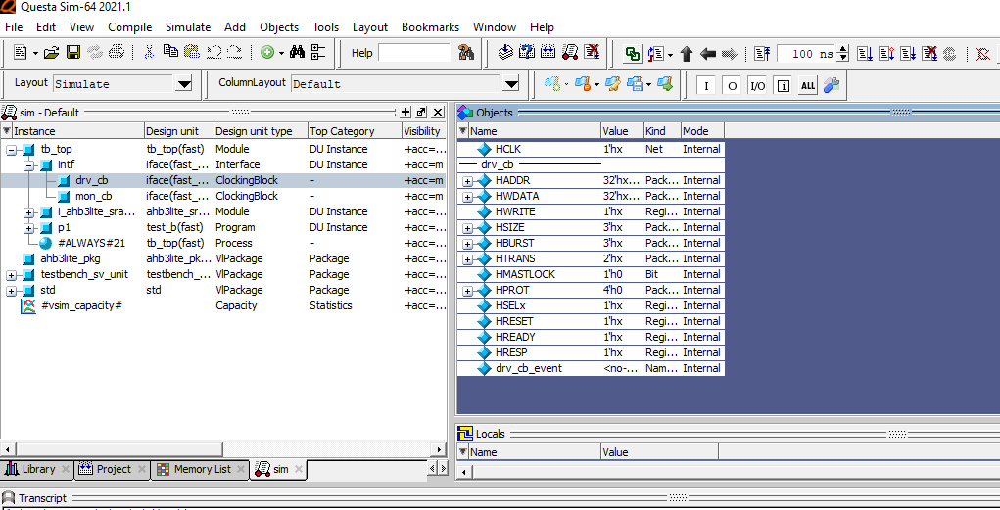 Questa Sim-64 2021.1
File Edit View Compile Simulate Add Objects Tools Layout Bookmarks Window Help
Help 100 ns
Layout Simulate ColumnLayout Default I O I/O i ALL
sim - Default
Instance Design unit Design unit type Top Category Visibility
tb_top tb_top(fast) Module DU Instance +acc=...
intf iface(fast_... Interface DU Instance +acc=m
drv_cb iface(fast_... ClockingBlock - +acc=m
mon_cb iface(fast_... ClockingBlock - +acc=m
i_ahb3lite_sra... ahb3lite_sr... Module DU Instance +acc=...
p1 test_b(fast) Program DU Instance +acc=...
#ALWAYS#21 tb_top(fast) Process - +acc=...
ahb3lite_pkg ahb3lite_pk... VlPackage Package +acc=...
testbench_sv_unit testbench_... VlPackage Package +acc=...
std std VlPackage Package +acc=...
#vsim_capacity# Capacity Statistics +acc=...
Library Project Memory List sim
Objects
Name Value Kind Mode
HCLK 1'hx Net Internal
drv_cb
HADDR 32'hx... Pack... Internal
HWDATA 32'hx... Pack... Internal
HWRITE 1'hx Regi... Internal
HSIZE 3'hx Pack... Internal
HBURST 3'hx Pack... Internal
HTRANS 2'hx Pack... Internal
HMASTLOCK 1'h0 Bit Internal
HPROT 4'h0 Pack... Internal
HSELx 1'hx Regi... Internal
HRESET 1'hx Regi... Internal
HREADY 1'hx Regi... Internal
HRESP 1'hx Regi... Internal
drv_cb_event <no-... Nam... Internal
Locals
Name Value
Transcript